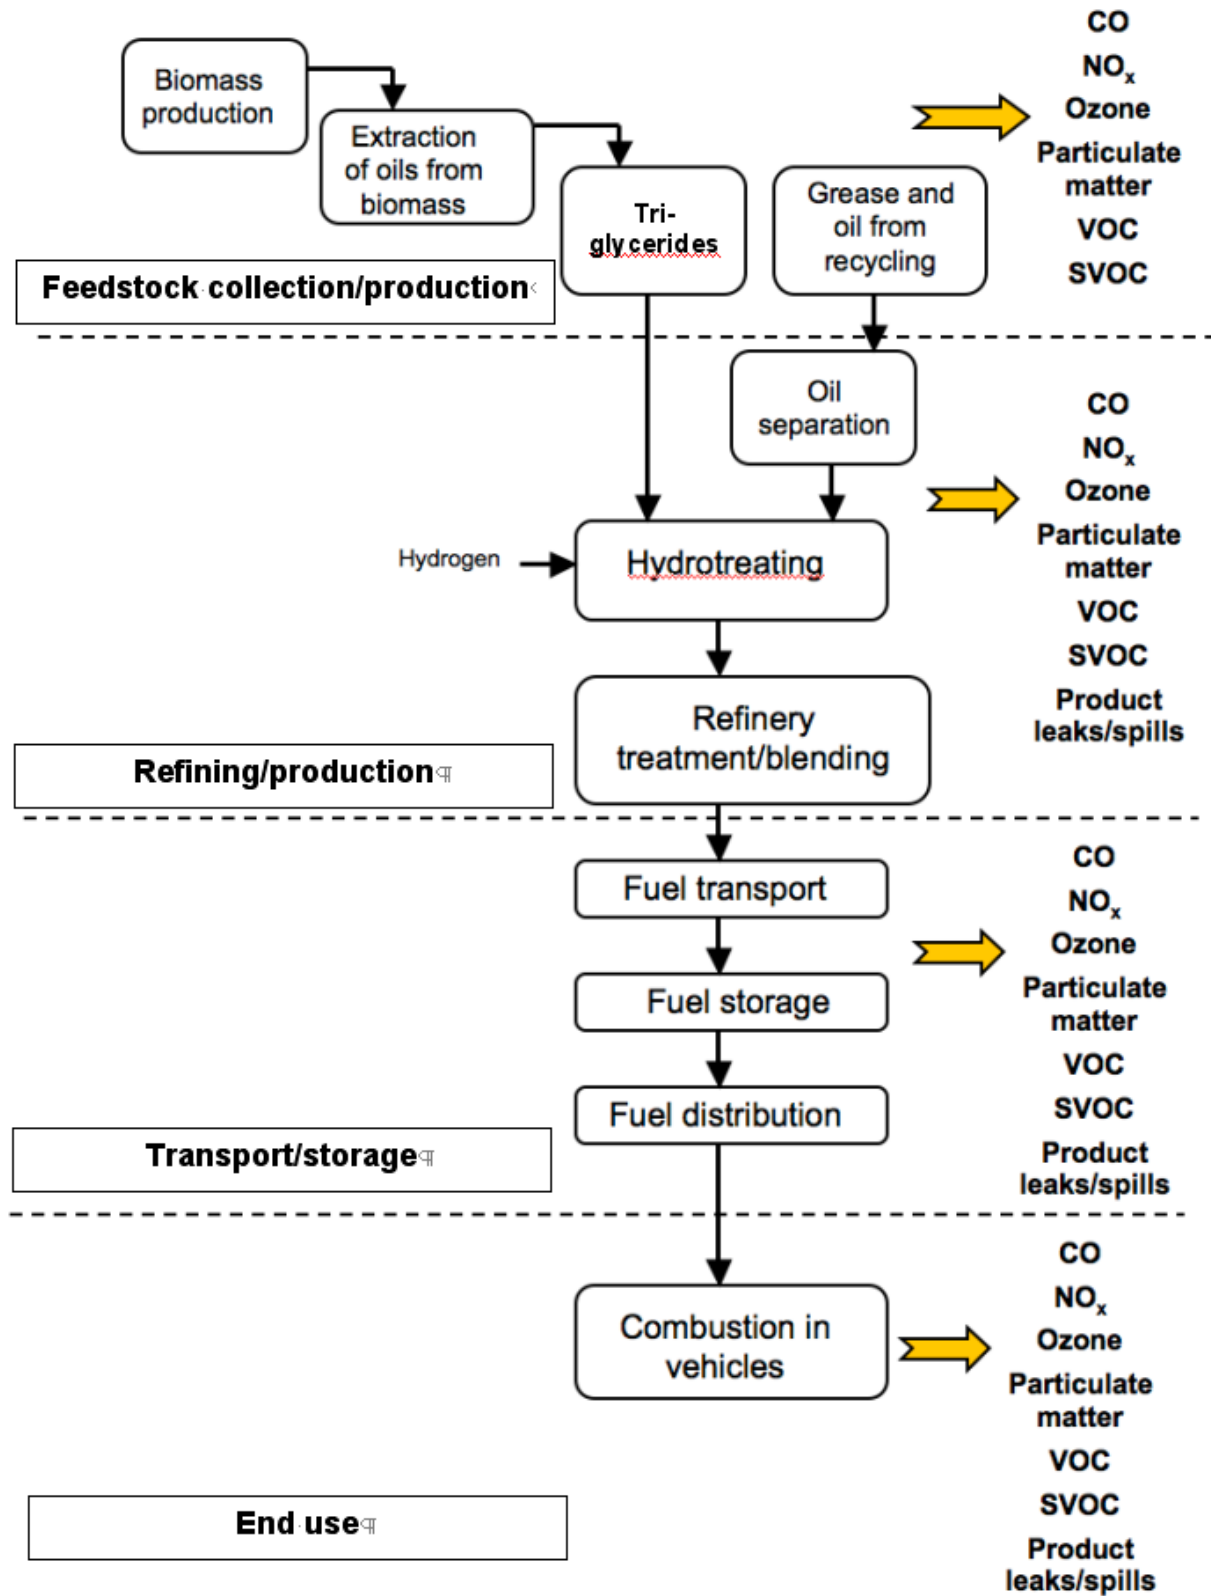 CO
NOx
Ozone
Particulate
matter
VOC
SVOC
Biomass
production
Extraction
of oils from
biomass
Tri-
glycerides
Grease and
oil from
recycling
Feedstock collection/production
Oil
separation
Hydrogen
Hydrotreating
Refinery
treatment/blending
CO
NOx
Ozone
Particulate
matter
VOC
SVOC
Product
leaks/spills
Refining/production¶
Fuel transport
Fuel storage
Fuel distribution
CO
NOx
Ozone
Particulate
matter
VOC
SVOC
Product
leaks/spills
Transport/storage¶
Combustion in
vehicles
CO
NOx
Ozone
Particulate
matter
VOC
SVOC
Product
leaks/spills
End use¶